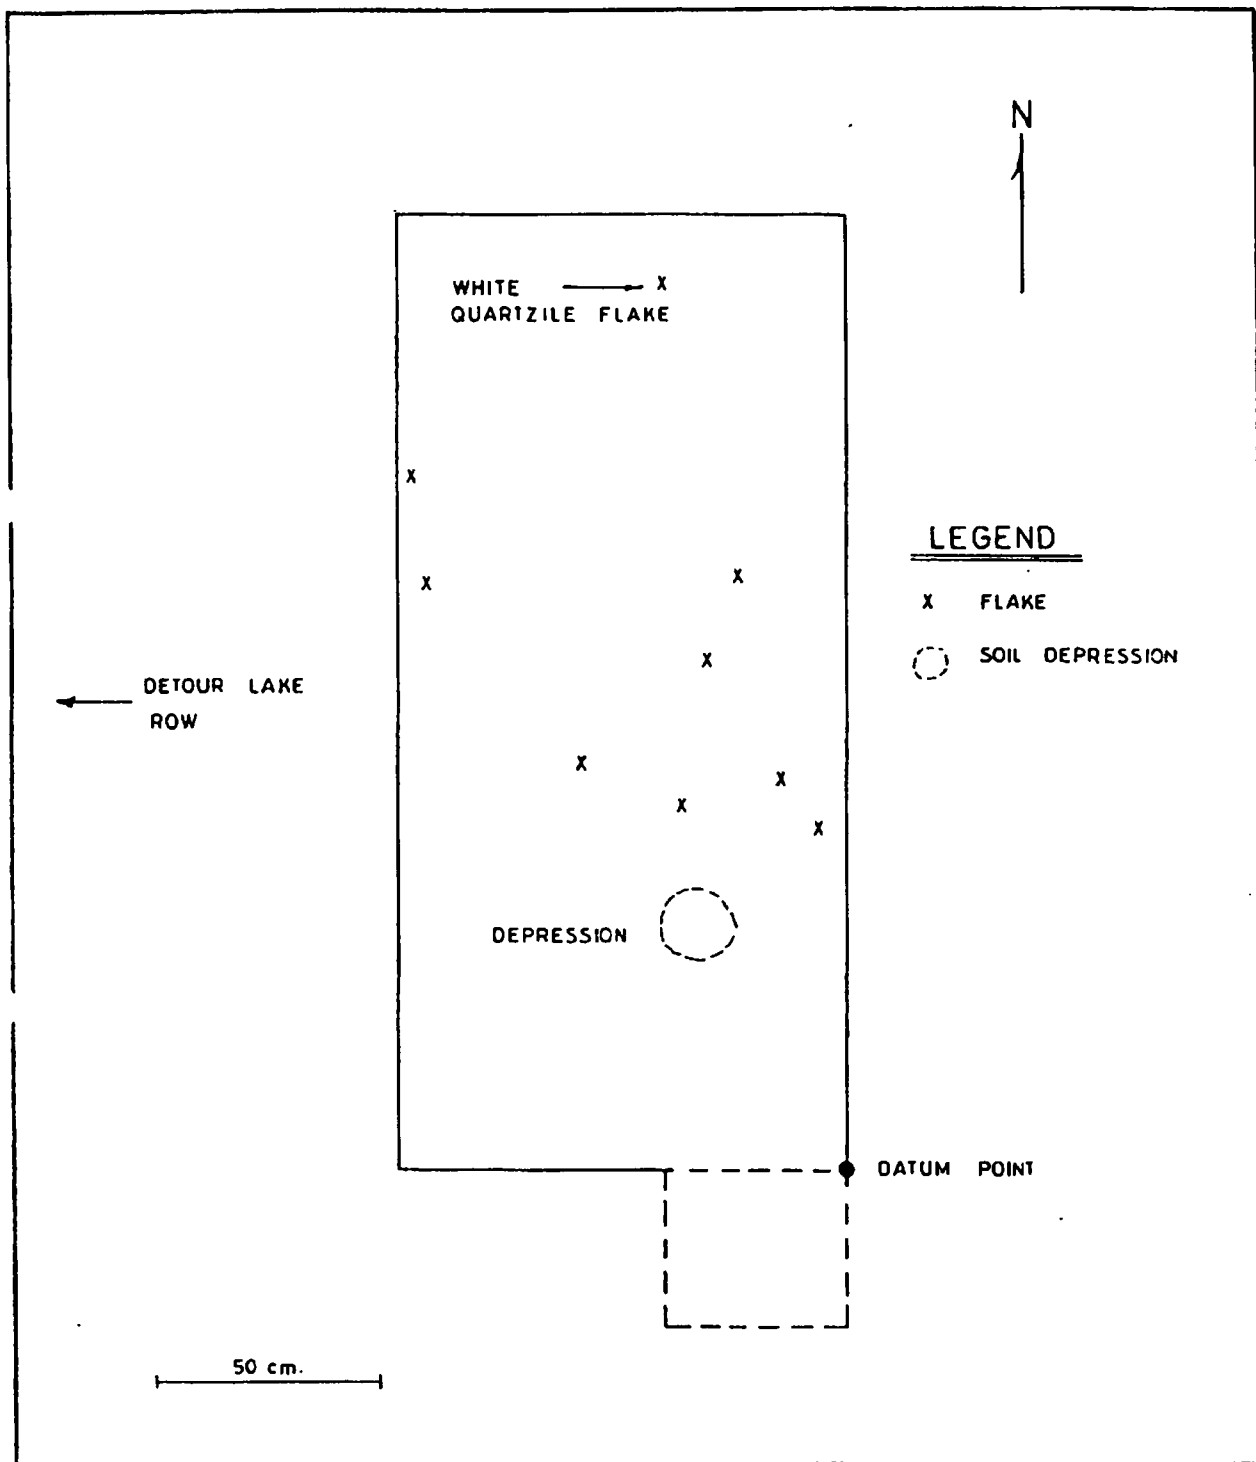 N
WHITE
QUARTZILE FLAKE
X
X
X
X
X
X
X
X
X
LEGEND
X FLAKE
SOIL DEPRESSION
DETOUR LAKE
ROW
DEPRESSION
DATUM POINT
50 cm.